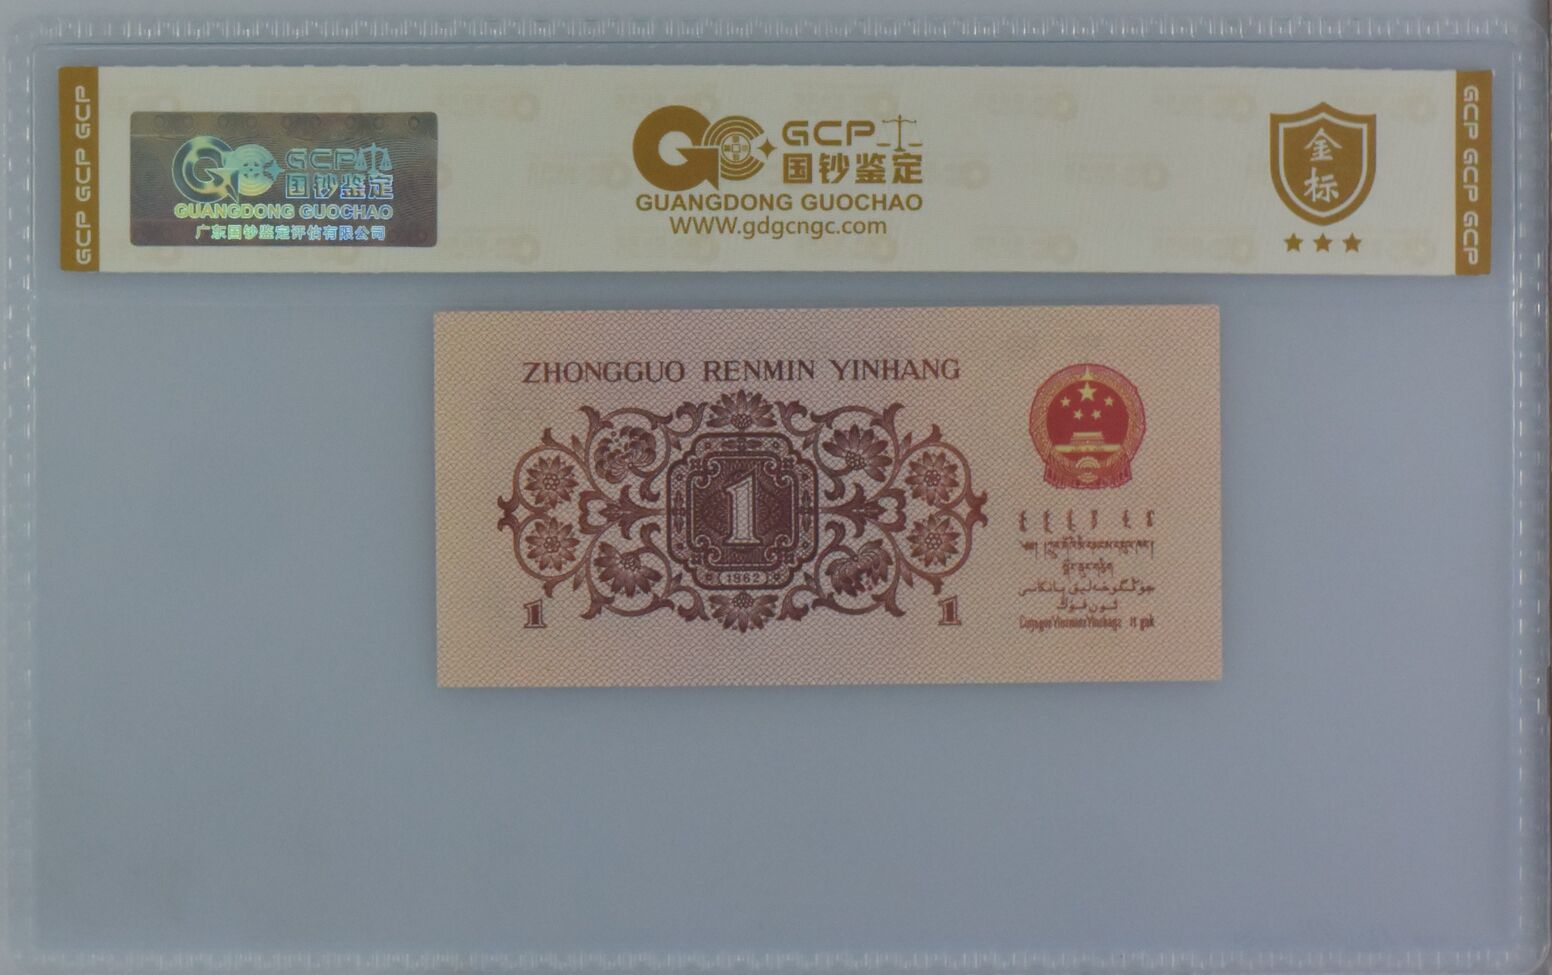 GCP GCP GCP
GCP
国钞鉴定
GUANGDONG GUOCHAO
广东国钞鉴定评估有限公司
GCP
国钞鉴定
GUANGDONG GUOCHAO
WWW.gdgcngc.com
金
标
GCP GCP GCP
ZHONGGUO RENMIN YINHANG
1
(1962)
1 1